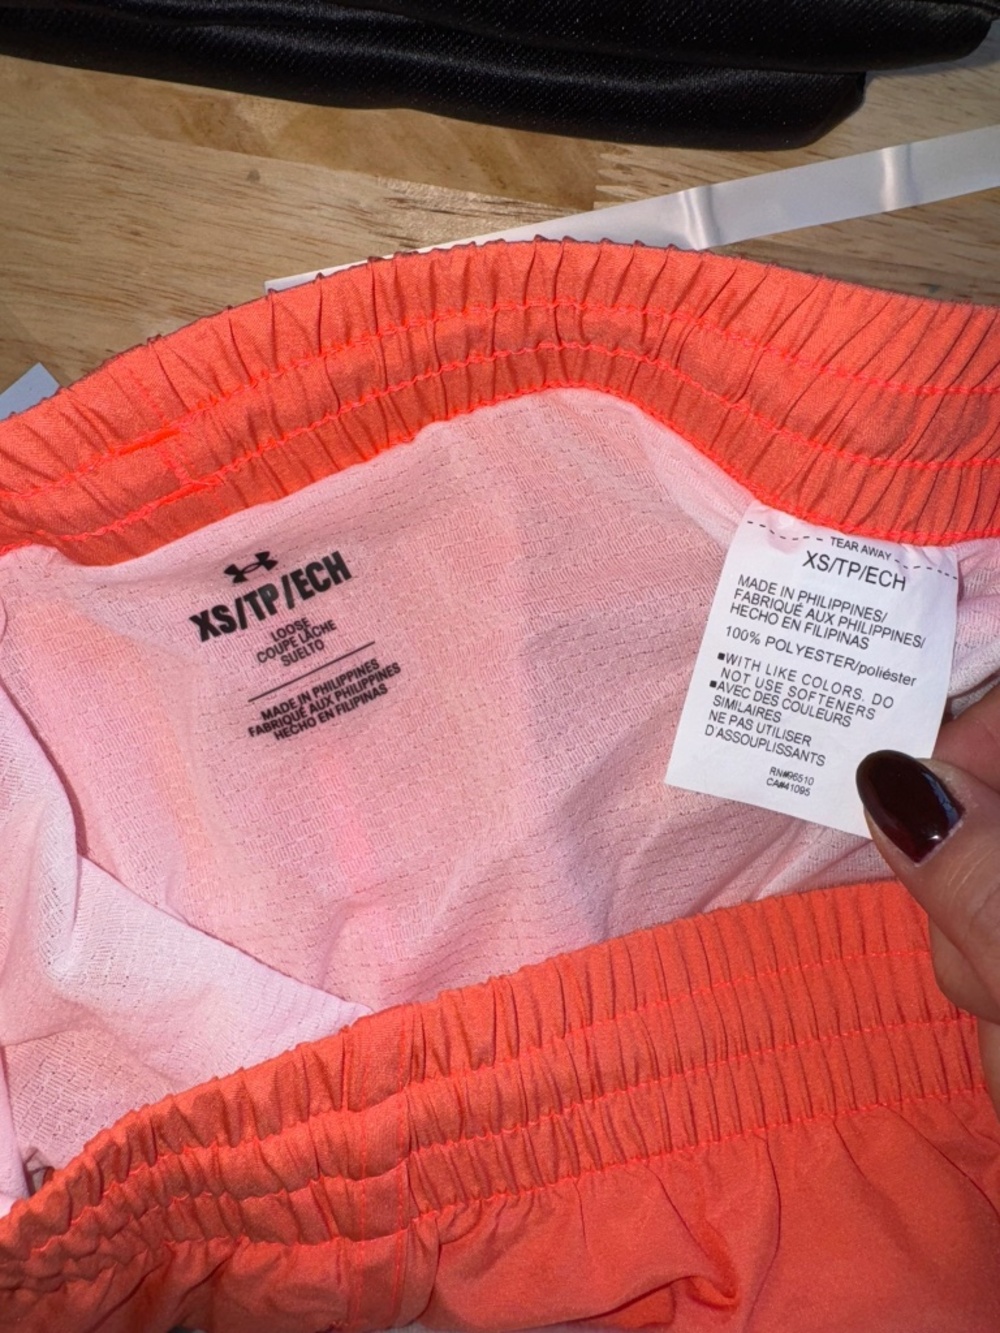 XS/TP/ECH
LOOSE
COUPE LÂCHE
SUELTO
MADE IN PHILIPPINES
FABRIQUÉ AUX PHILIPPINES
HECHO EN FILIPINAS
TEAR AWAY
XS/TP/ECH
MADE IN PHILIPPINES/
FABRIQUÉ AUX PHILIPPINES/
HECHO EN FILIPINAS
100% POLYESTER/poliéster
▪WITH LIKE COLORS. DO
NOT USE SOFTENERS
▪AVEC DES COULEURS
SIMILAIRES
NE PAS UTILISER
D'ASSOUPLISSANTS
RN#96510
CA#41095